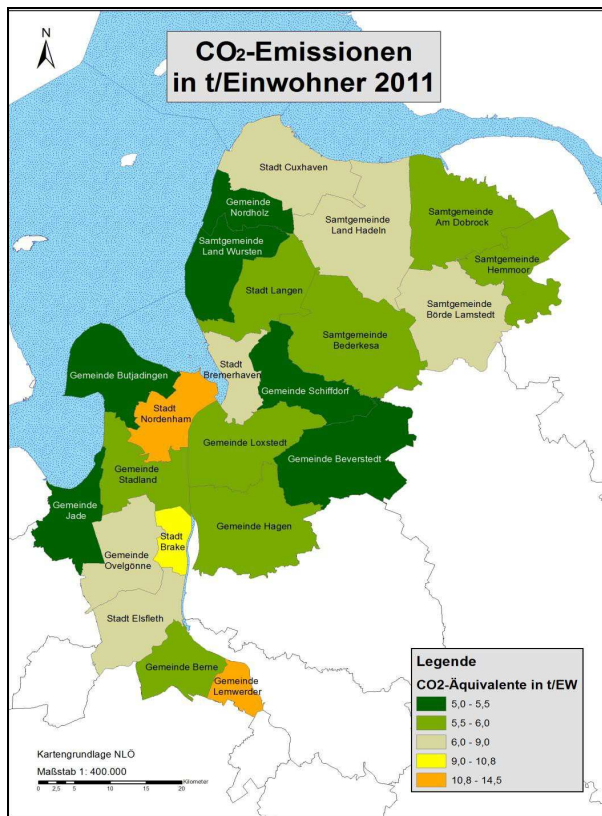 N
CO2-Emissionen
in t/Einwohner 2011
Stadt Cuxhaven
Gemeinde
Nordholz
Samtgemeinde
Land Hadeln
Samtgemeinde
Am Dobrock
Samtgemeinde
Land Wursten
Samtgemeinde
Hemmoor
Stadt Langen
Samtgemeinde
Börde Lamstedt
Samtgemeinde
Bederkesa
Stadt
Bremerhaven
Gemeinde Butjadingen
Gemeinde Schiffdorf
Stadt
Nordenham
Gemeinde Loxstedt
Gemeinde Beverstedt
Gemeinde
Stadland
Gemeinde
Jade
Gemeinde Hagen
Stadt
Brake
Gemeinde
Ovelgönne
Stadt Elsfleth
Gemeinde Berne
Gemeinde
Lemwerder
Legende
CO2-Äquivalente in t/EW
5,0 - 5,5
5,5 - 6,0
6,0 - 9,0
9,0 - 10,8
10,8 - 14,5
Kartengrundlage NLÖ
Maßstab 1: 400.000
Kilometer
0 2,5 5 10 15 20